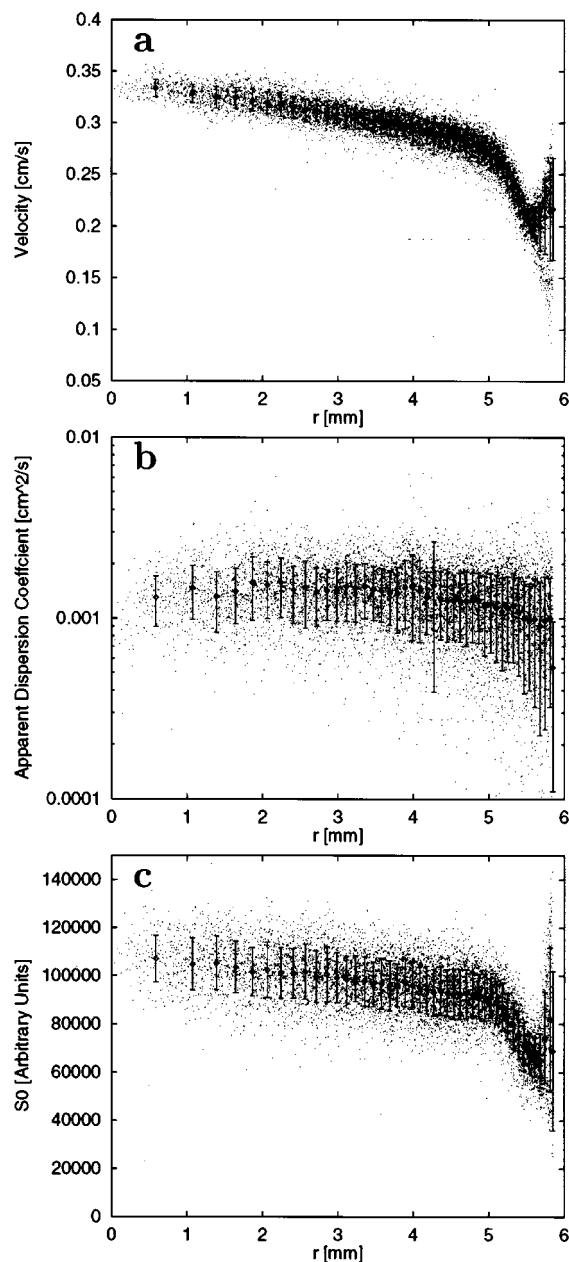 a
0.4
0.35
0.3
0.25
0.2
0.15
0.1
0.05
Velocity [cm/s]
0 1 2 3 4 5 6
r [mm]
b
0.01
0.001
0.0001
Apparent Dispersion Coefficient [cm^2/s]
0 1 2 3 4 5 6
r [mm]
c
140000
120000
100000
80000
60000
40000
20000
0
S0 [Arbitrary Units]
0 1 2 3 4 5 6
r [mm]